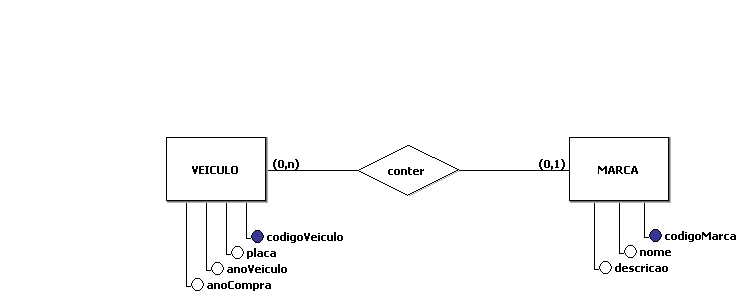 (0,n)
(0,1)
VEICULO
conter
MARCA
codigoVeiculo
placa
anoVeiculo
anoCompra
codigoMarca
nome
descricao